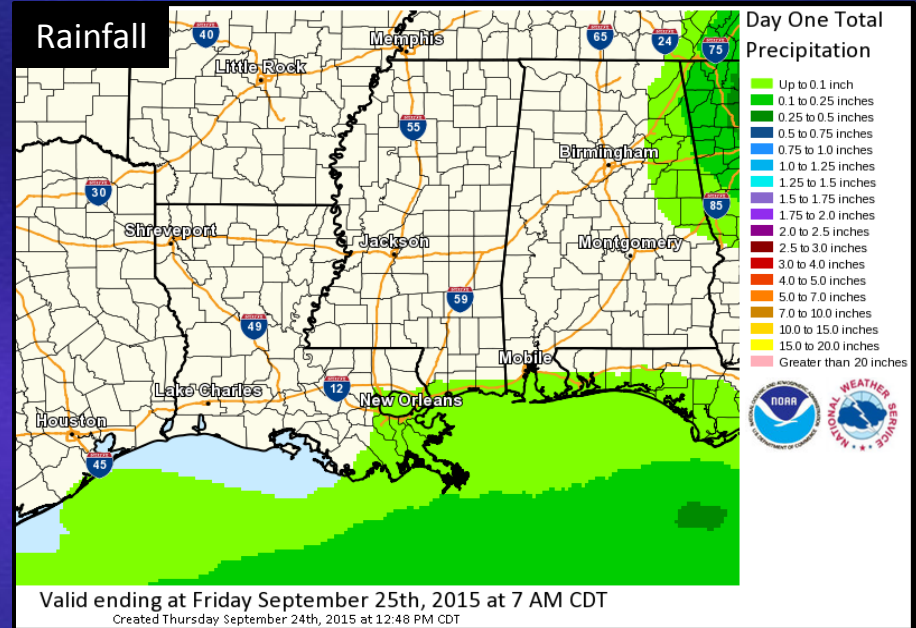 Rainfall
Day One Total
Precipitation
Up to 0.1 inch
0.1 to 0.25 inches
0.25 to 0.5 inches
0.5 to 0.75 inches
0.75 to 1.0 inches
1.0 to 1.25 inches
1.25 to 1.5 inches
1.5 to 1.75 inches
1.75 to 2.0 inches
2.0 to 2.5 inches
2.5 to 3.0 inches
3.0 to 4.0 inches
4.0 to 5.0 inches
5.0 to 7.0 inches
7.0 to 10.0 inches
10.0 to 15.0 inches
15.0 to 20.0 inches
Greater than 20 inches
40
Memphis
65
24
75
Little Rock
55
Birmingham
30
85
Shreveport
Jackson
Montgomery
59
49
Mobile
12
Lake Charles
New Orleans
Houston
45
NOAA
NATIONAL WEATHER SERVICE
Valid ending at Friday September 25th, 2015 at 7 AM CDT
Created Thursday September 24th, 2015 at 12:48 PM CDT